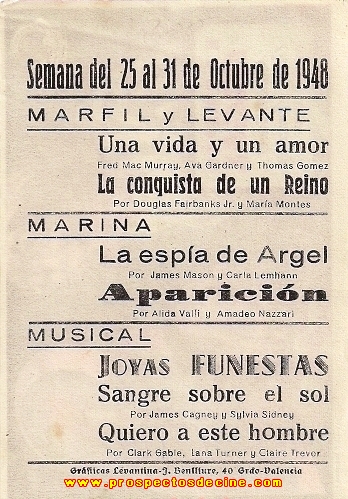 Semana del 25 al 31 de Octubre de 1948
MARFIL y LEVANTE
Una vida y un amor
Fred Mac Murray, Ava Gardner y Thomas Gomez
La conquista de un Reino
Por Douglas Fairbanks Jr. y María Montes
MARINA
La espía de Argel
Por James Mason y Carla Lemhann
Aparición
Por Alida Valli y Amadeo Nazzari
MUSICAL
JOYAS FUNESTAS
Sangre sobre el sol
Por James Cagney y Sylvia Sidney
Quiero a este hombre
Por Clark Gable, Lana Turner y Claire Trevor
Gráficas Levantina-J. Benlliure, 40 Grdo-Valencia
www.prospectosdecine.com